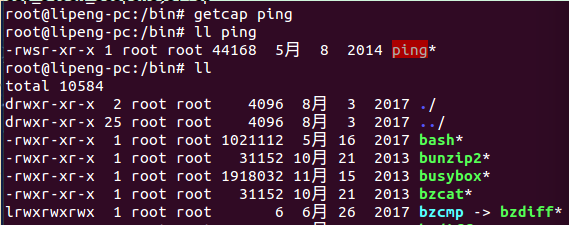 root@lipeng-pc:/bin# getcap ping
root@lipeng-pc:/bin# ll ping
-rwsr-xr-x 1 root root 44168 5月 8 2014 ping*
root@lipeng-pc:/bin# ll
total 10584
drwxr-xr-x 2 root root 4096 8月 3 2017 ./
drwxr-xr-x 25 root root 4096 8月 3 2017 ../
-rwxr-xr-x 1 root root 1021112 5月 16 2017 bash*
-rwxr-xr-x 1 root root 31152 10月 21 2013 bunzip2*
-rwxr-xr-x 1 root root 1918032 11月 15 2013 busybox*
-rwxr-xr-x 1 root root 31152 10月 21 2013 bzcat*
lrwxrwxrwx 1 root root 6 6月 26 2017 bzcmp -> bzdiff*